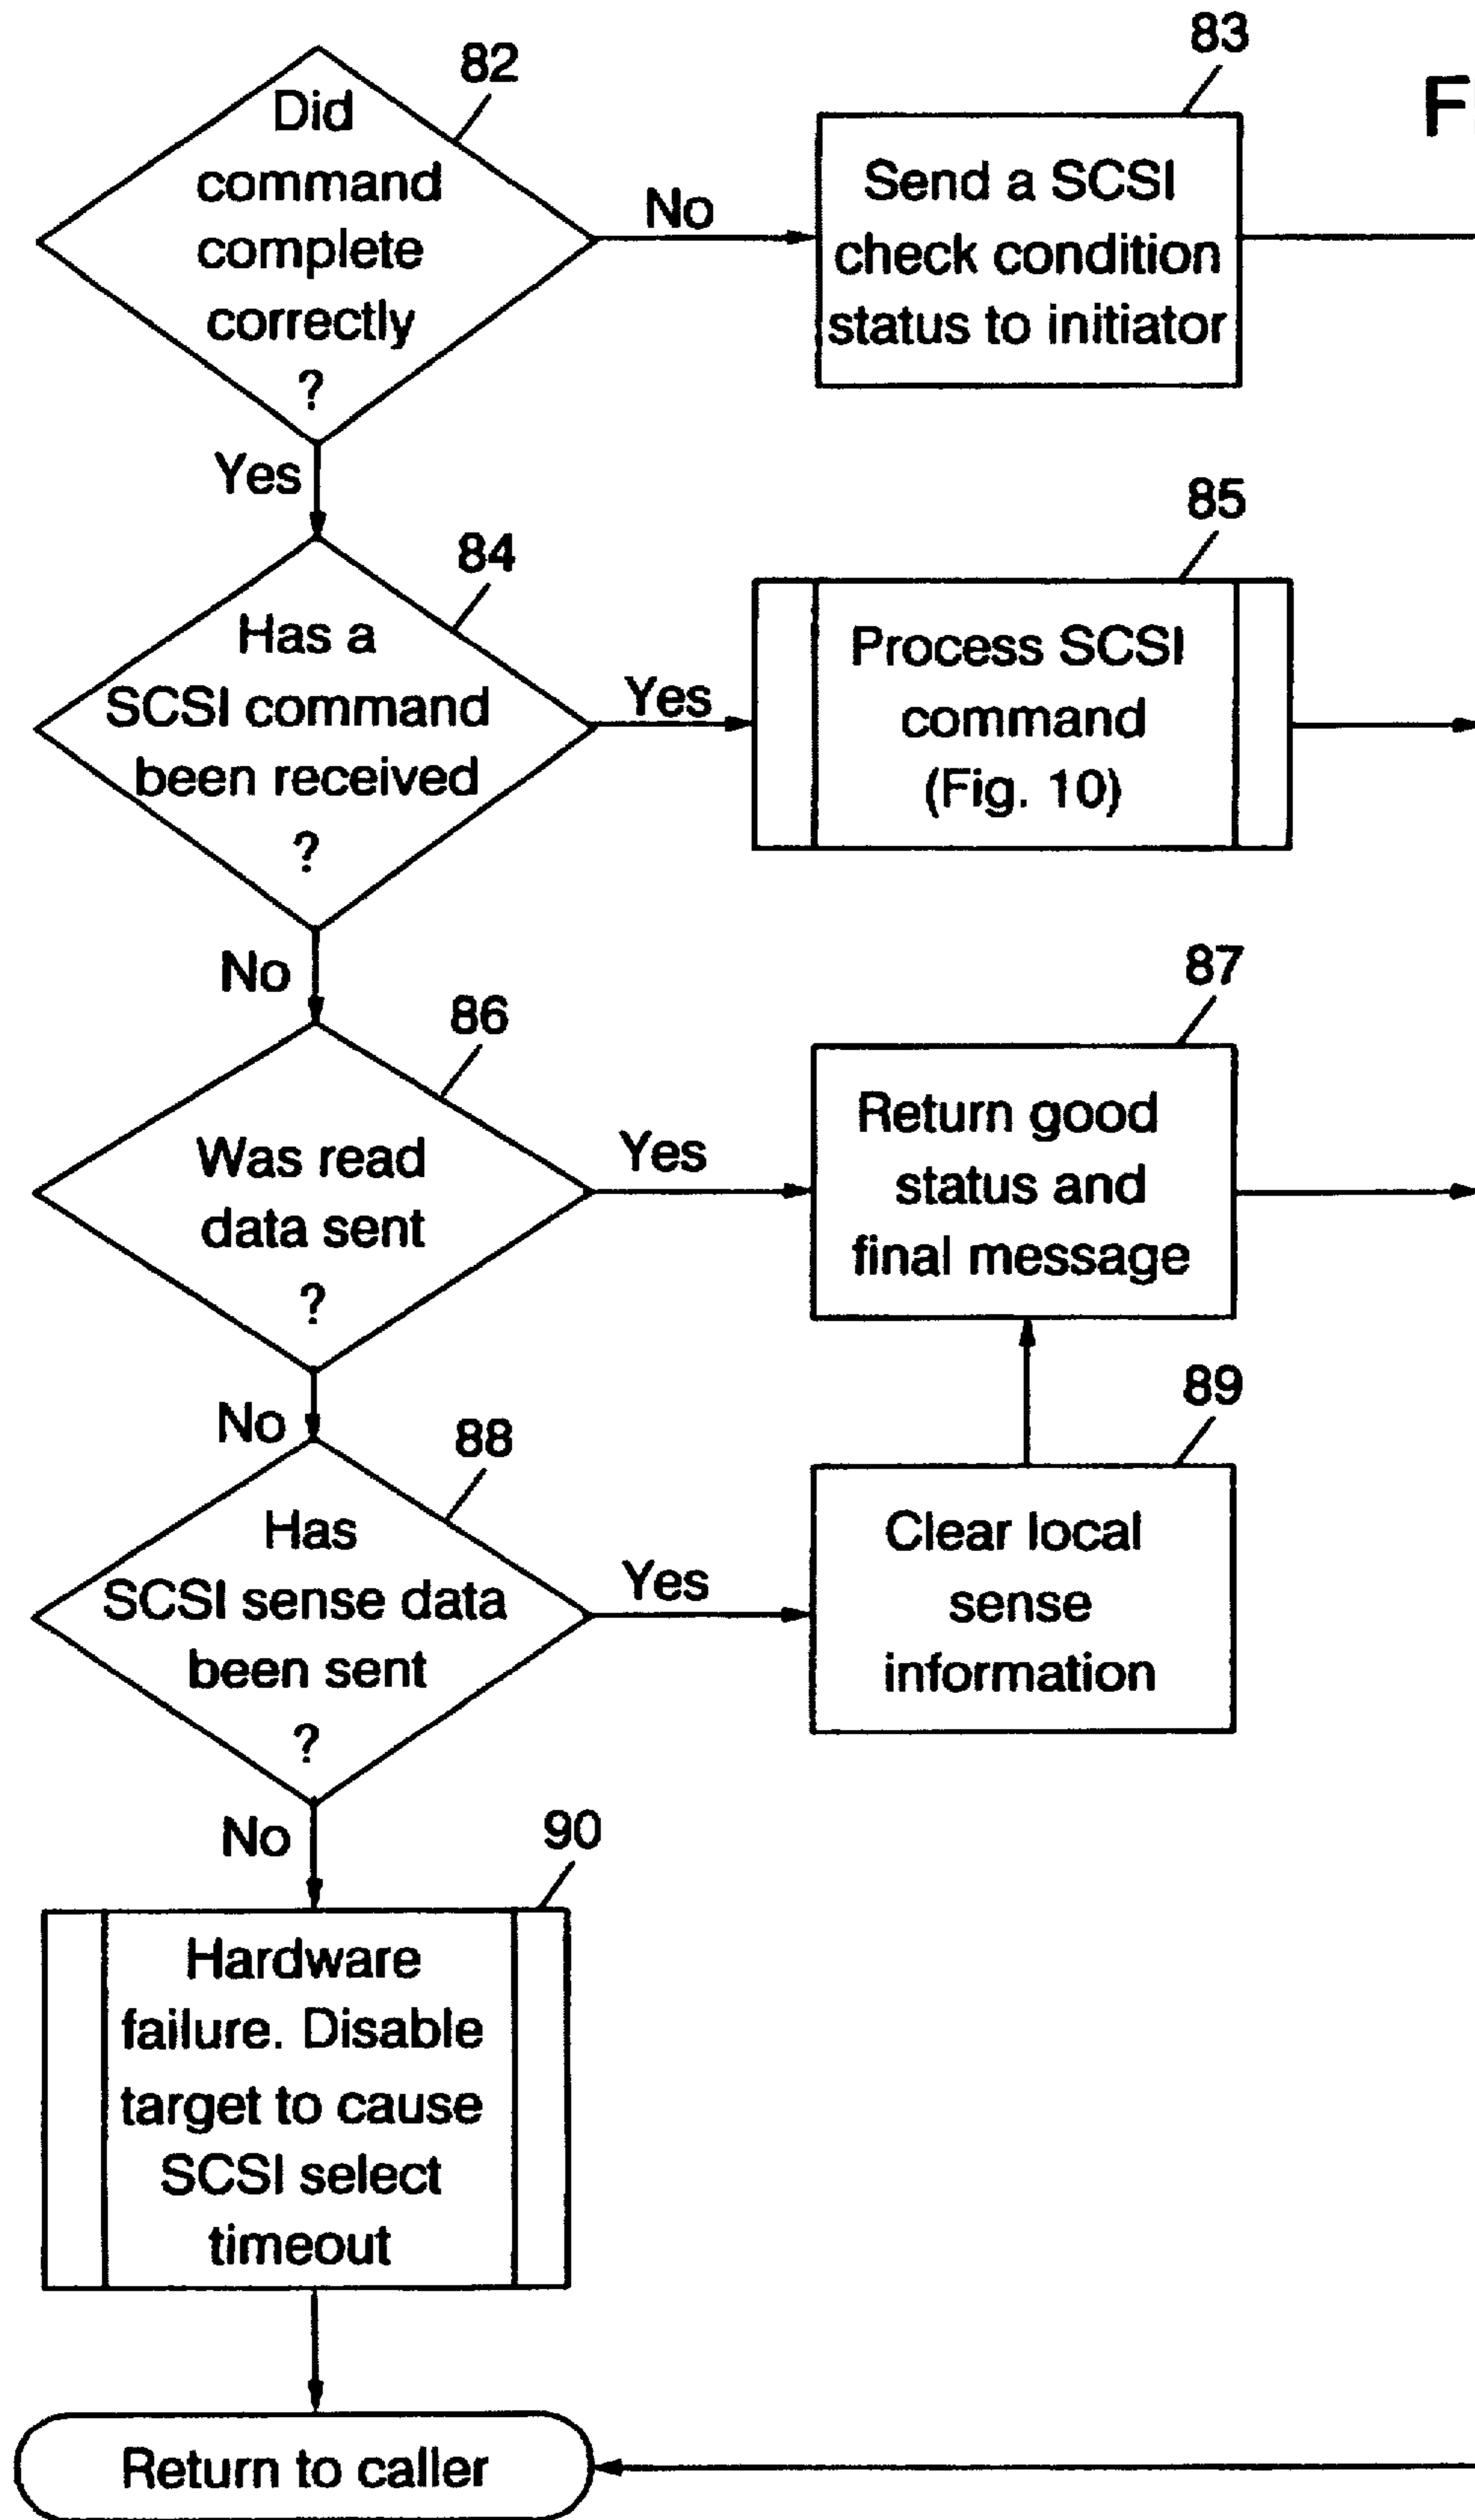 82
Did
command
complete
correctly
?
No
83
Send a SCSI
check condition
status to initiator
Yes
84
Has a
SCSI command
been received
?
Yes
85
Process SCSI
command
(Fig. 10)
No
86
Was read
data sent
?
Yes
87
Return good
status and
final message
No
88
Has
SCSI sense data
been sent
?
Yes
89
Clear local
sense
information
No
90
Hardware
failure. Disable
target to cause
SCSI select
timeout
Return to caller